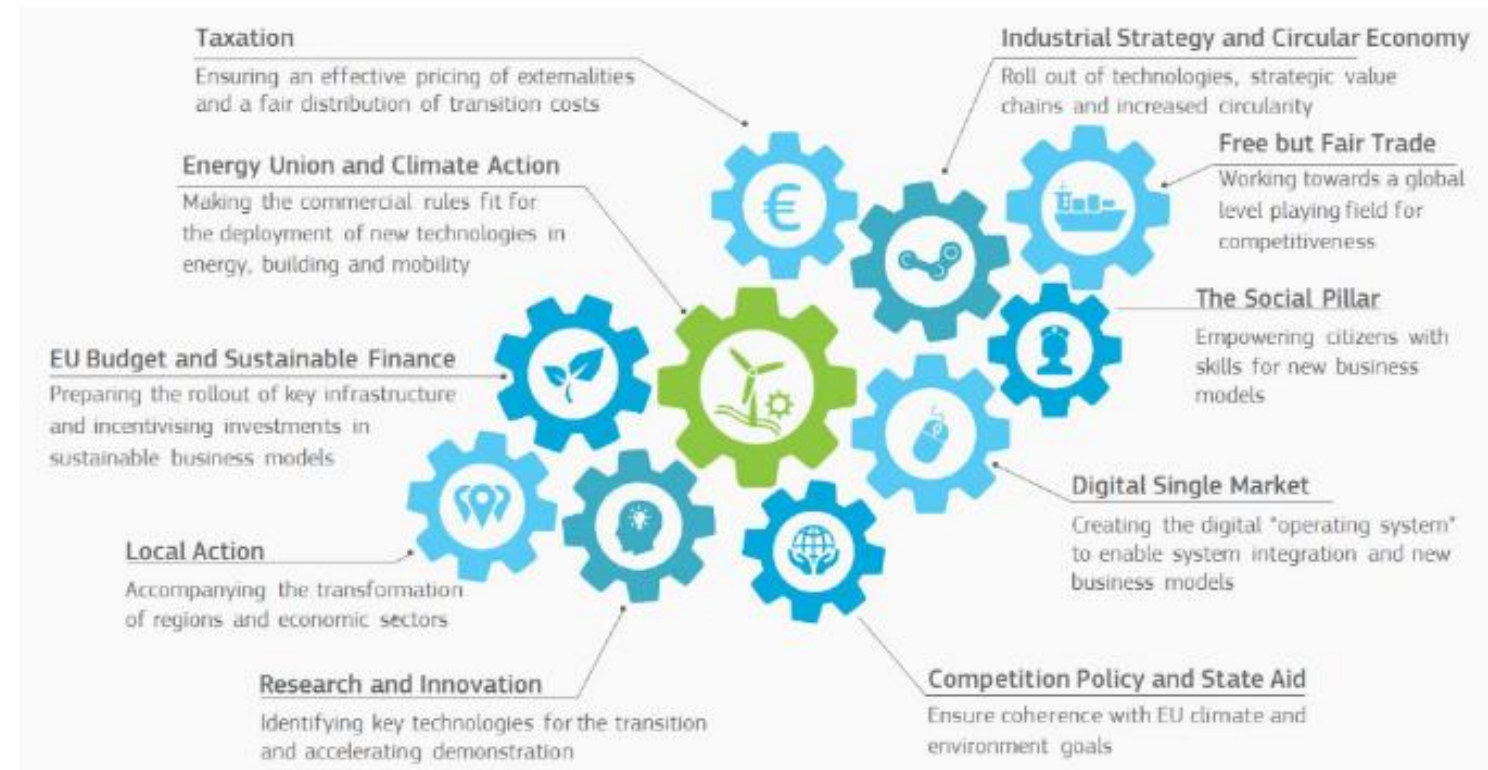 Taxation
Ensuring an effective pricing of externalities
and a fair distribution of transition costs
Industrial Strategy and Circular Economy
Roll out of technologies, strategic value
chains and increased circularity
Energy Union and Climate Action
Making the commercial rules fit for
the deployment of new technologies in
energy, building and mobility
Free but Fair Trade
Working towards a global
level playing field for
competitiveness
€
The Social Pillar
Empowering citizens with
skills for new business
models
EU Budget and Sustainable Finance
Preparing the rollout of key infrastructure
and incentivising investments in
sustainable business models
Digital Single Market
Creating the digital "operating system"
to enable system integration and new
business models
Local Action
Accompanying the transformation
of regions and economic sectors
Research and Innovation
Identifying key technologies for the transition
and accelerating demonstration
Competition Policy and State Aid
Ensure coherence with EU climate and
environment goals